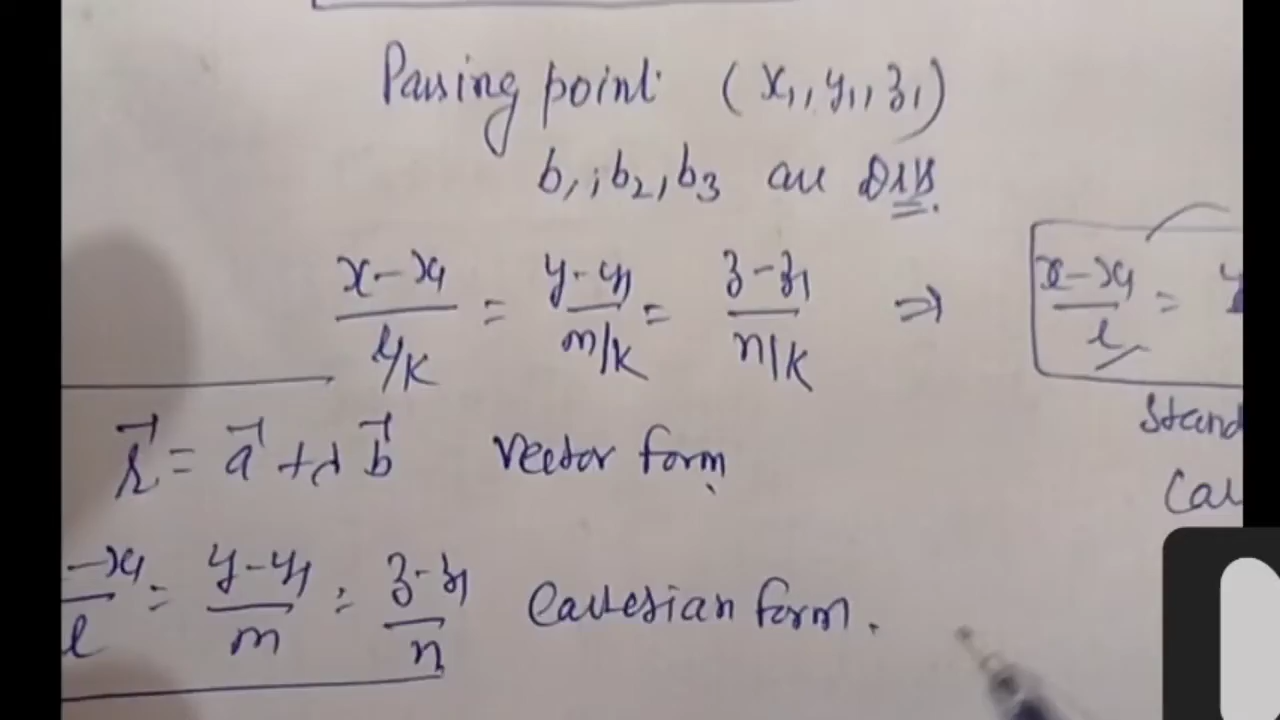 Passing point (x₁, y₁, z₁)
b₁, b₂, b₃ are DRs.
(x-x₁)/(l/k) = (y-y₁)/(m/k) = (z-z₁)/(n/k) ⇒ (x-x₁)/l =
Stand
r⃗ = a⃗ + λb⃗ Vector form
Car
-x₁/l = (y-y₁)/m = (z-z₁)/n Cartesian form.